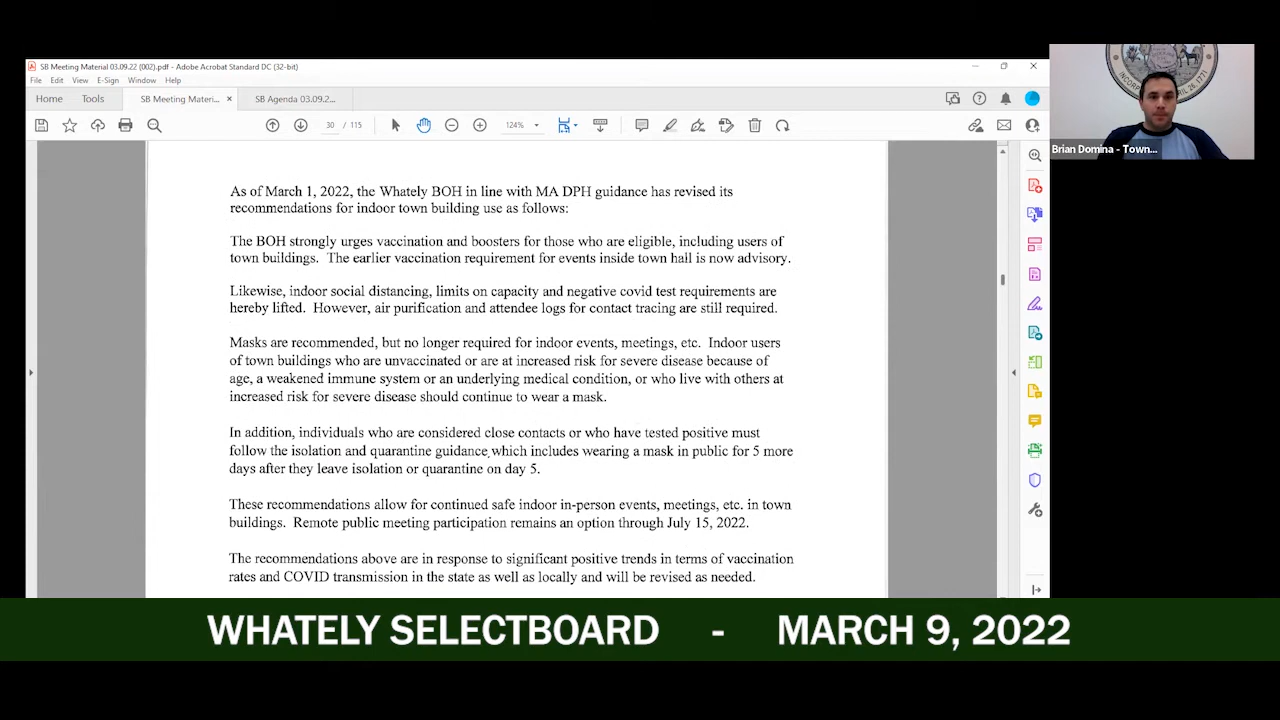 SB Meeting Material 03.09.22 (002).pdf - Adobe Acrobat Standard DC (32-bit)
File Edit View E-Sign Window Help
Home Tools SB Meeting Materi... × SB Agenda 03.09.2...
30 / 115 124%
As of March 1, 2022, the Whately BOH in line with MA DPH guidance has revised its
recommendations for indoor town building use as follows:
The BOH strongly urges vaccination and boosters for those who are eligible, including users of
town buildings. The earlier vaccination requirement for events inside town hall is now advisory.
Likewise, indoor social distancing, limits on capacity and negative covid test requirements are
hereby lifted. However, air purification and attendee logs for contact tracing are still required.
Masks are recommended, but no longer required for indoor events, meetings, etc. Indoor users
of town buildings who are unvaccinated or are at increased risk for severe disease because of
age, a weakened immune system or an underlying medical condition, or who live with others at
increased risk for severe disease should continue to wear a mask.
In addition, individuals who are considered close contacts or who have tested positive must
follow the isolation and quarantine guidance which includes wearing a mask in public for 5 more
days after they leave isolation or quarantine on day 5.
These recommendations allow for continued safe indoor in-person events, meetings, etc. in town
buildings. Remote public meeting participation remains an option through July 15, 2022.
The recommendations above are in response to significant positive trends in terms of vaccination
rates and COVID transmission in the state as well as locally and will be revised as needed.
Brian Domina - Town...
WHATELY SELECTBOARD - MARCH 9, 2022